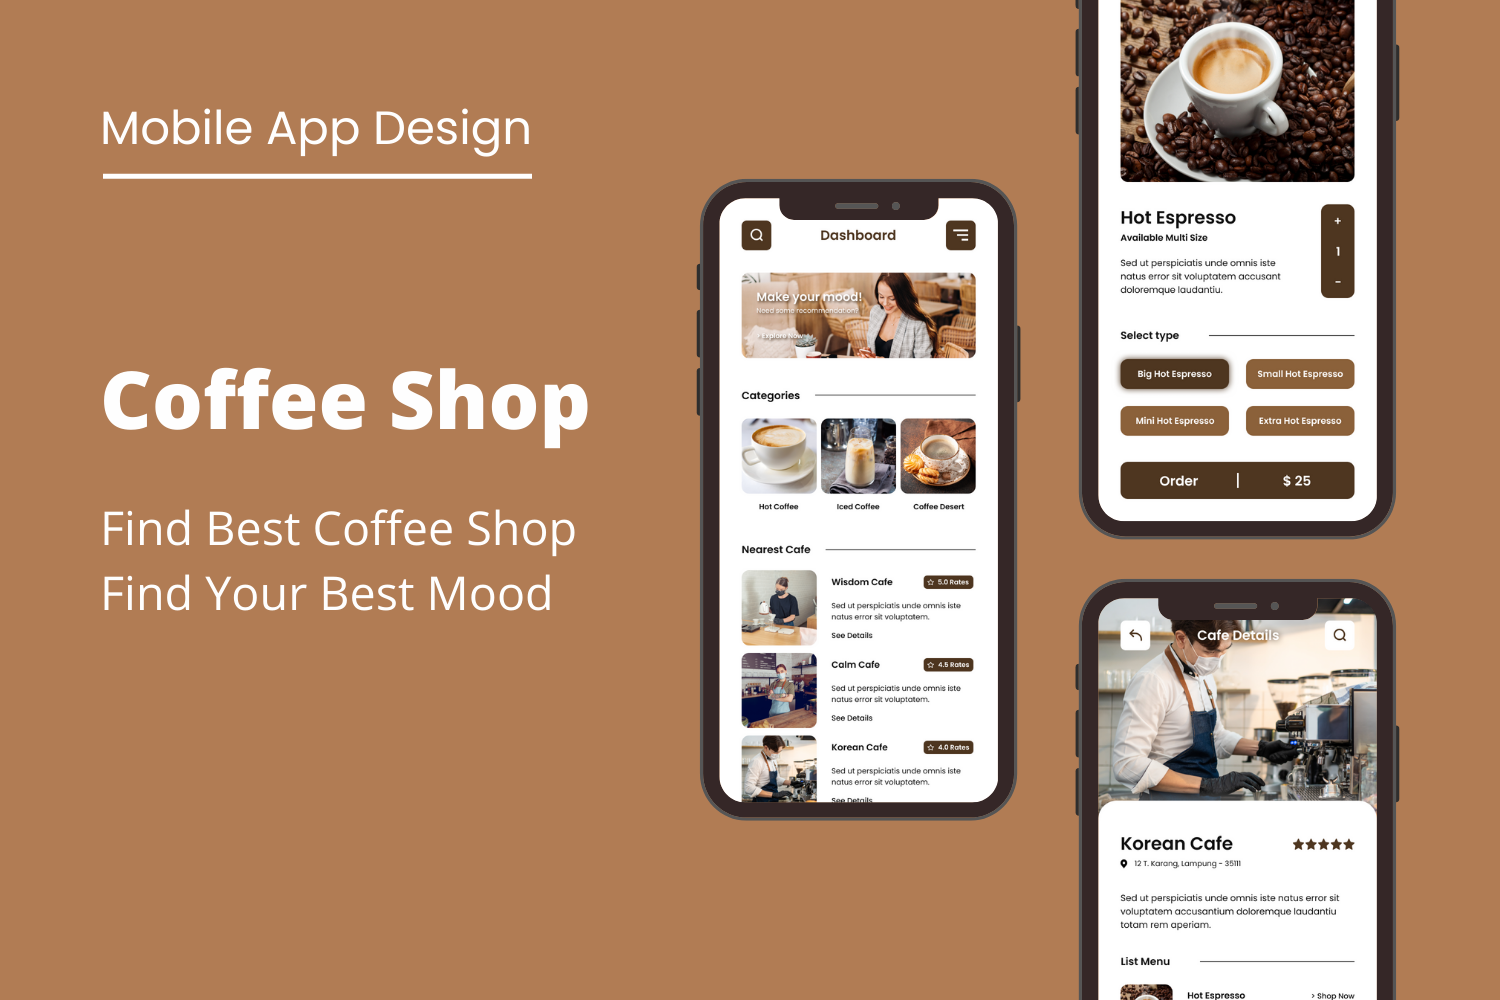 Mobile App Design
Coffee Shop
Find Best Coffee Shop
Find Your Best Mood
Dashboard
Make your mood!
Need some recommendation?
Explore Now
Categories
Hot Coffee
Iced Coffee
Coffee Desert
Nearest Cafe
Wisdom Cafe
5.0 Rates
Sed ut perspiciatis unde omnis iste
natus error sit voluptatem.
See Details
Calm Cafe
4.5 Rates
Sed ut perspiciatis unde omnis iste
natus error sit voluptatem.
See Details
Korean Cafe
4.0 Rates
Sed ut perspiciatis unde omnis iste
natus error sit voluptatem.
See Details
Hot Espresso
Available Multi Size
Sed ut perspiciatis unde omnis iste
natus error sit voluptatem accusant
doloremque laudantiu.
+
1
-
Select type
Big Hot Espresso
Small Hot Espresso
Mini Hot Espresso
Extra Hot Espresso
Order | $ 25
Cafe Details
Korean Cafe
12 T. Karang, Lampung - 35111
Sed ut perspiciatis unde omnis iste natus error sit
voluptatem accusantium doloremque laudantiu
totam rem aperiam.
List Menu
Hot Espresso
> Shop Now